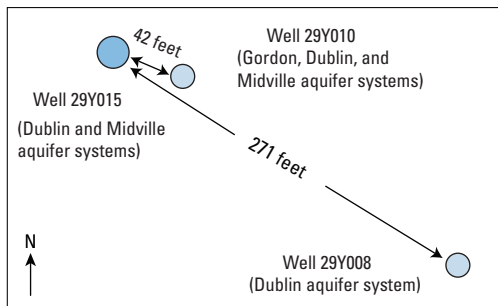 42 feet
Well 29Y010
(Gordon, Dublin, and
Midville aquifer systems)
Well 29Y015
(Dublin and Midville
aquifer systems)
271 feet
N
Well 29Y008
(Dublin aquifer system)